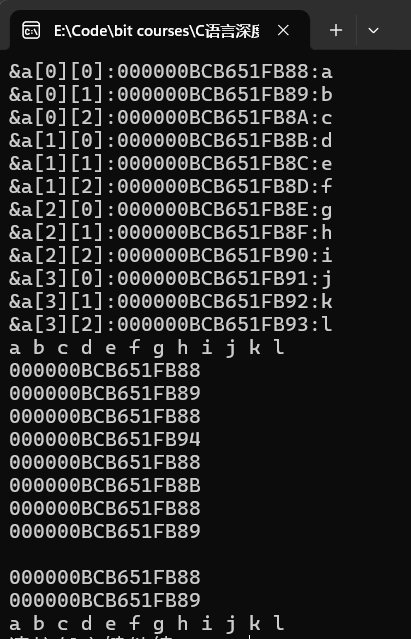 E:\Code\bit courses\C语言深度
&a[0][0]:000000BCB651FB88:a
&a[0][1]:000000BCB651FB89:b
&a[0][2]:000000BCB651FB8A:c
&a[1][0]:000000BCB651FB8B:d
&a[1][1]:000000BCB651FB8C:e
&a[1][2]:000000BCB651FB8D:f
&a[2][0]:000000BCB651FB8E:g
&a[2][1]:000000BCB651FB8F:h
&a[2][2]:000000BCB651FB90:i
&a[3][0]:000000BCB651FB91:j
&a[3][1]:000000BCB651FB92:k
&a[3][2]:000000BCB651FB93:l
a b c d e f g h i j k l
000000BCB651FB88
000000BCB651FB89
000000BCB651FB88
000000BCB651FB94
000000BCB651FB88
000000BCB651FB8B
000000BCB651FB88
000000BCB651FB89
000000BCB651FB88
000000BCB651FB89
a b c d e f g h i j k l